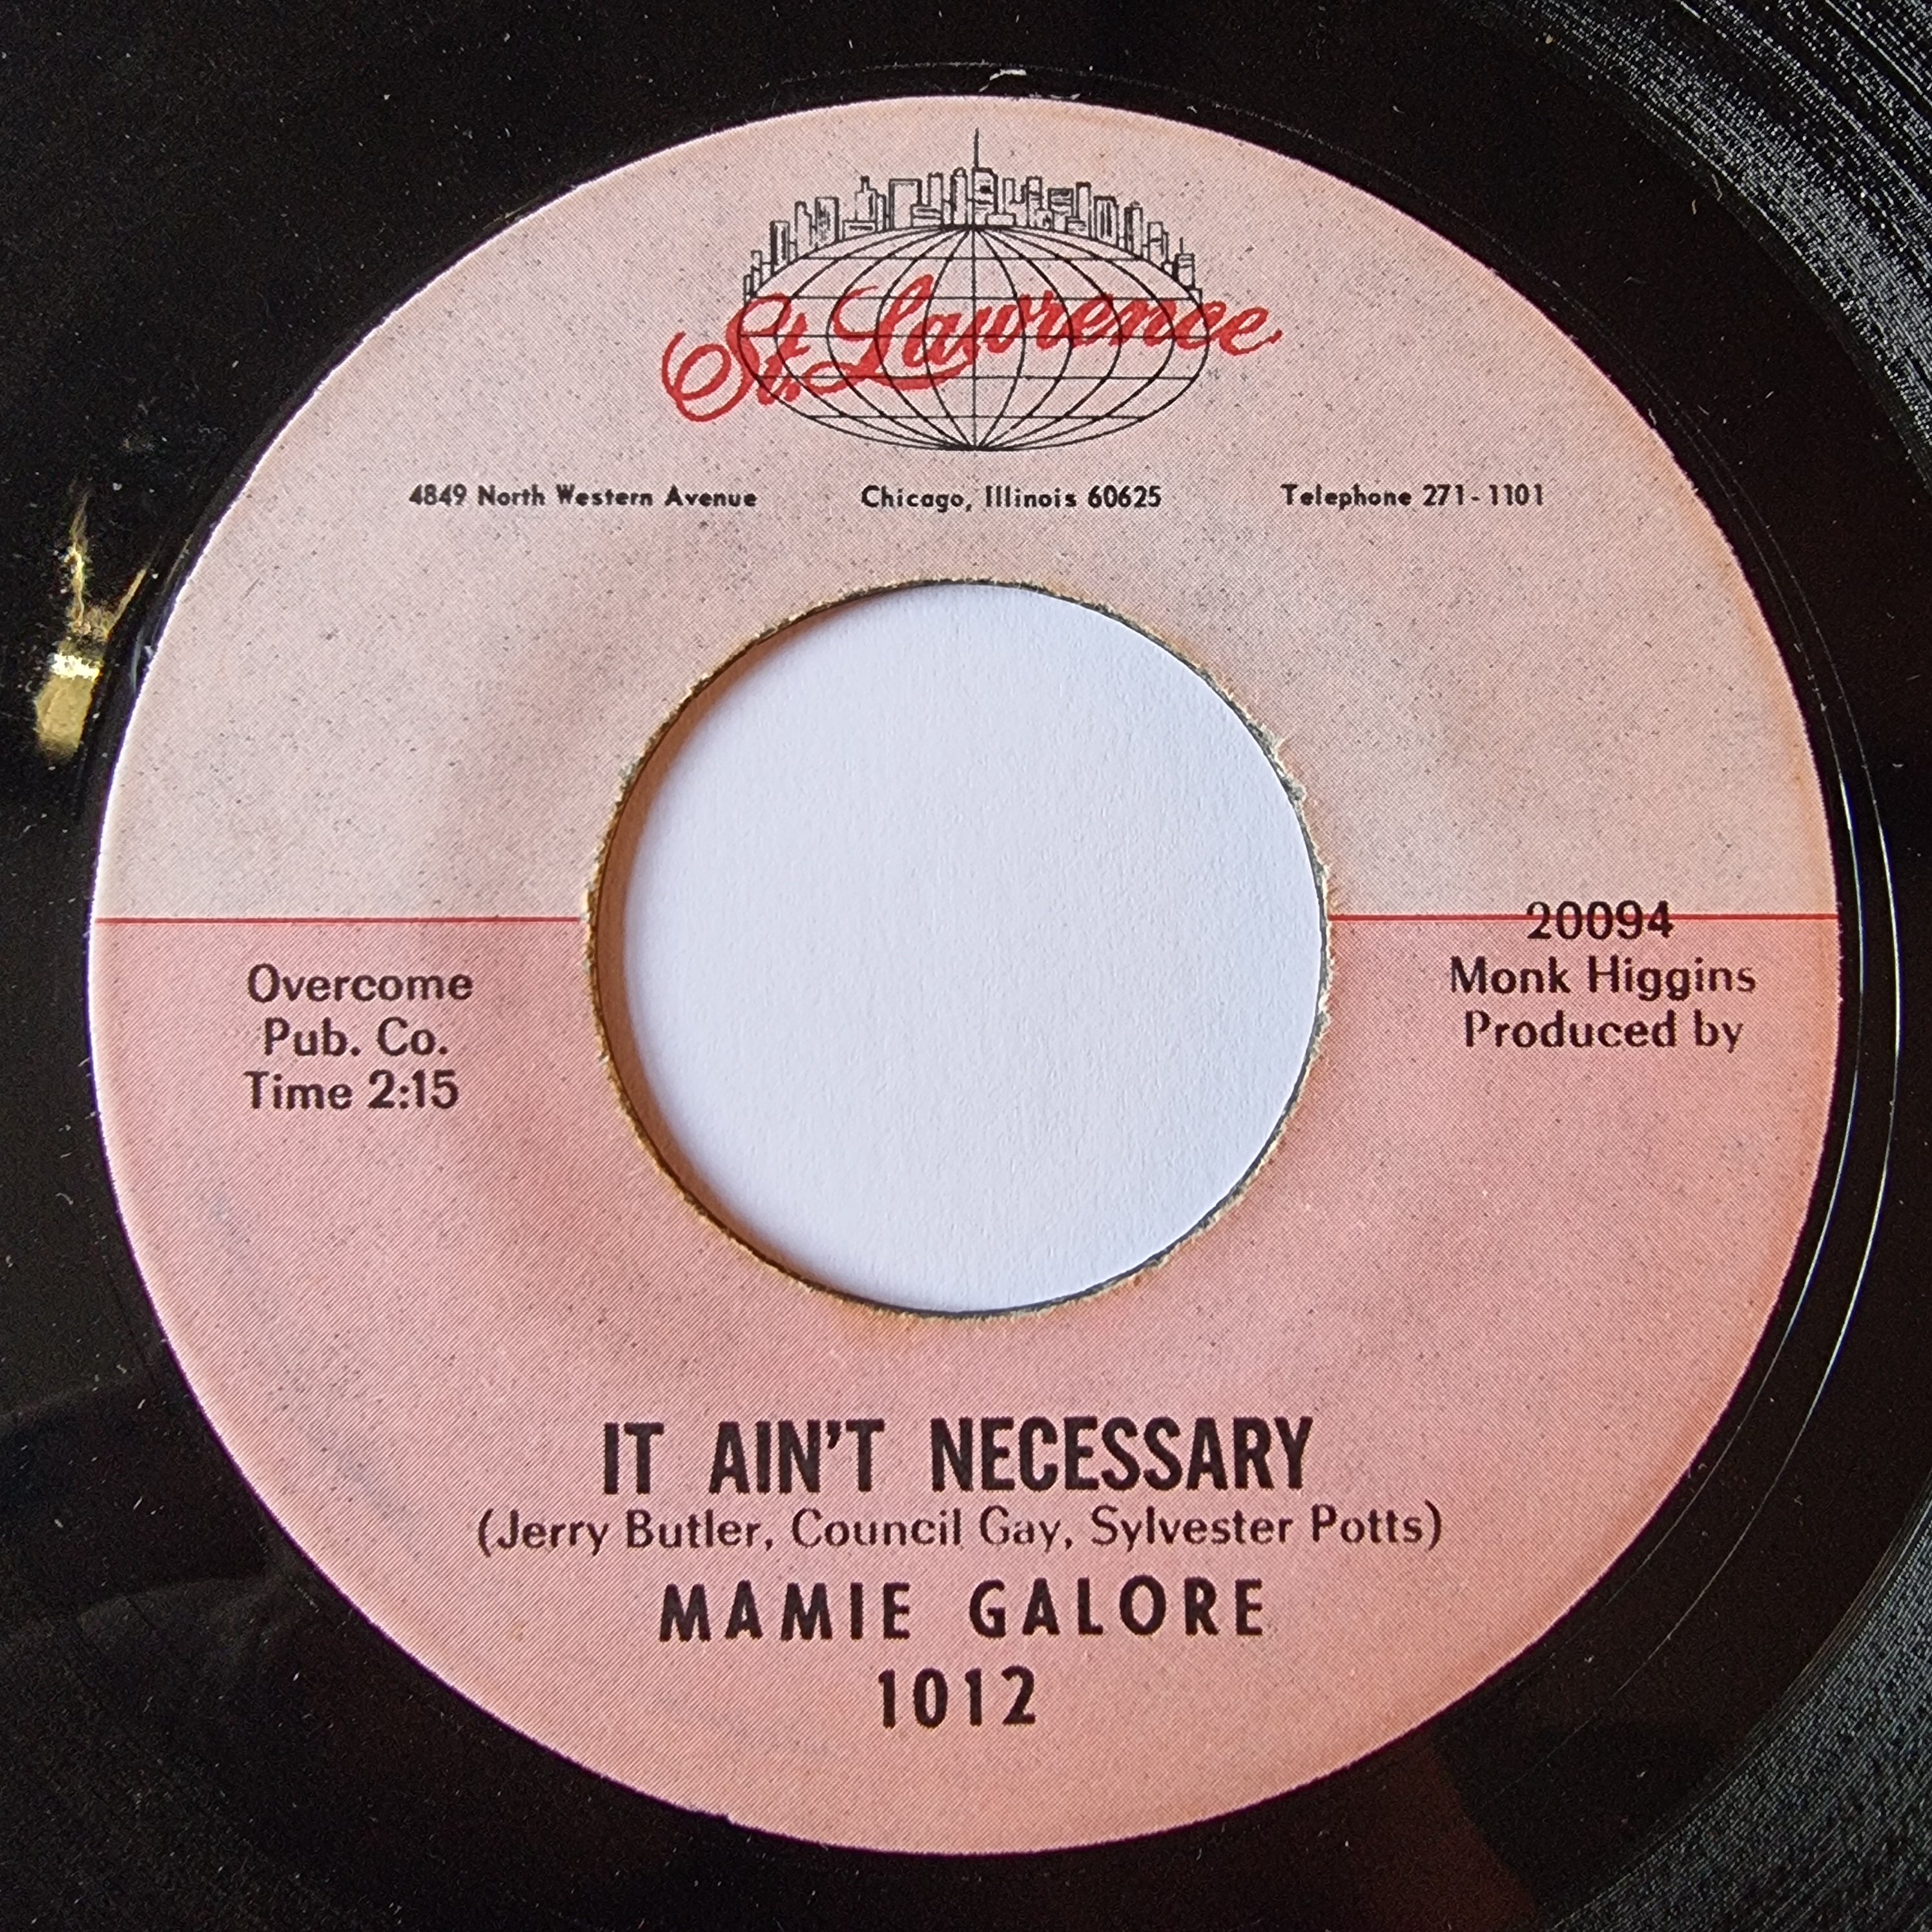 St. Lawrence
4849 North Western Avenue Chicago, Illinois 60625 Telephone 271-1101
Overcome
Pub. Co.
Time 2:15
20094
Monk Higgins
Produced by
IT AIN'T NECESSARY
(Jerry Butler, Council Gay, Sylvester Potts)
MAMIE GALORE
1012